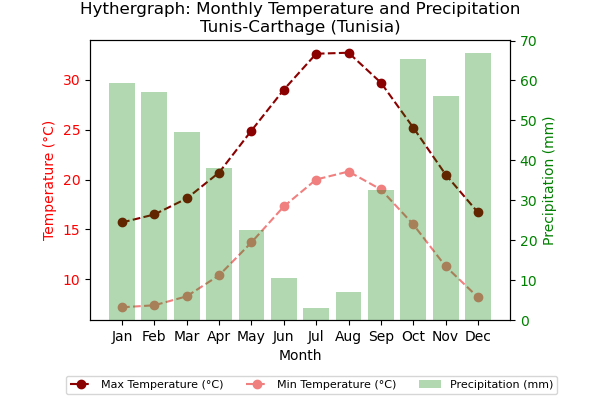 Hythergraph: Monthly Temperature and Precipitation
Tunis-Carthage (Tunisia)
Temperature (°C)
30
25
20
15
10
Precipitation (mm)
70
60
50
40
30
20
10
0
Jan Feb Mar Apr May Jun Jul Aug Sep Oct Nov Dec
Month
Max Temperature (°C) Min Temperature (°C) Precipitation (mm)